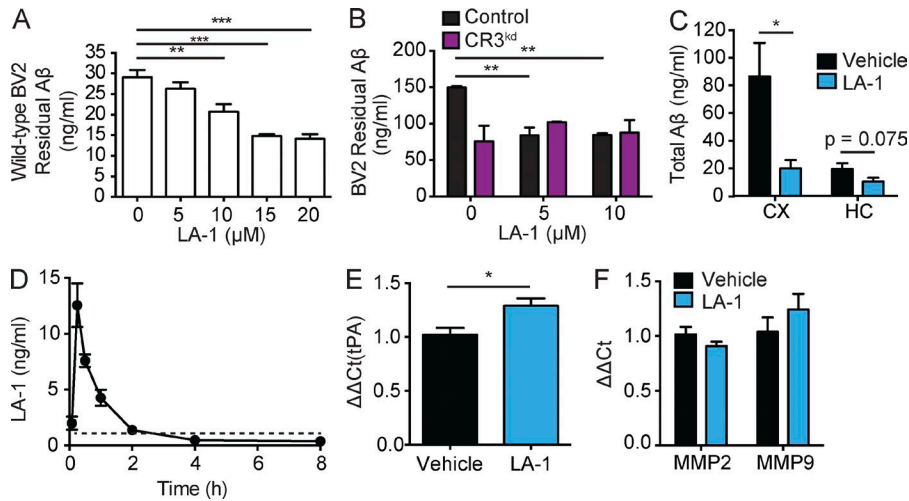 A
***
***
**
Wild-type BV2
Residual Aβ
(ng/ml)
35
30
25
20
15
10
5
0
0 5 10 15 20
LA-1 (µM)
B
Control
CR3kd
**
**
BV2 Residual Aβ
(ng/ml)
200
150
100
50
0
0 5 10
LA-1 (µM)
C
Vehicle
LA-1
*
p = 0.075
Total Aβ (ng/ml)
120
100
80
60
40
20
0
CX HC
D
LA-1 (ng/ml)
15
10
5
0
0 2 4 6 8
Time (h)
E
*
ΔΔCt(tPA)
1.5
1.0
0.5
0.0
Vehicle LA-1
F
Vehicle
LA-1
ΔΔCt
1.5
1.0
0.5
0.0
MMP2 MMP9